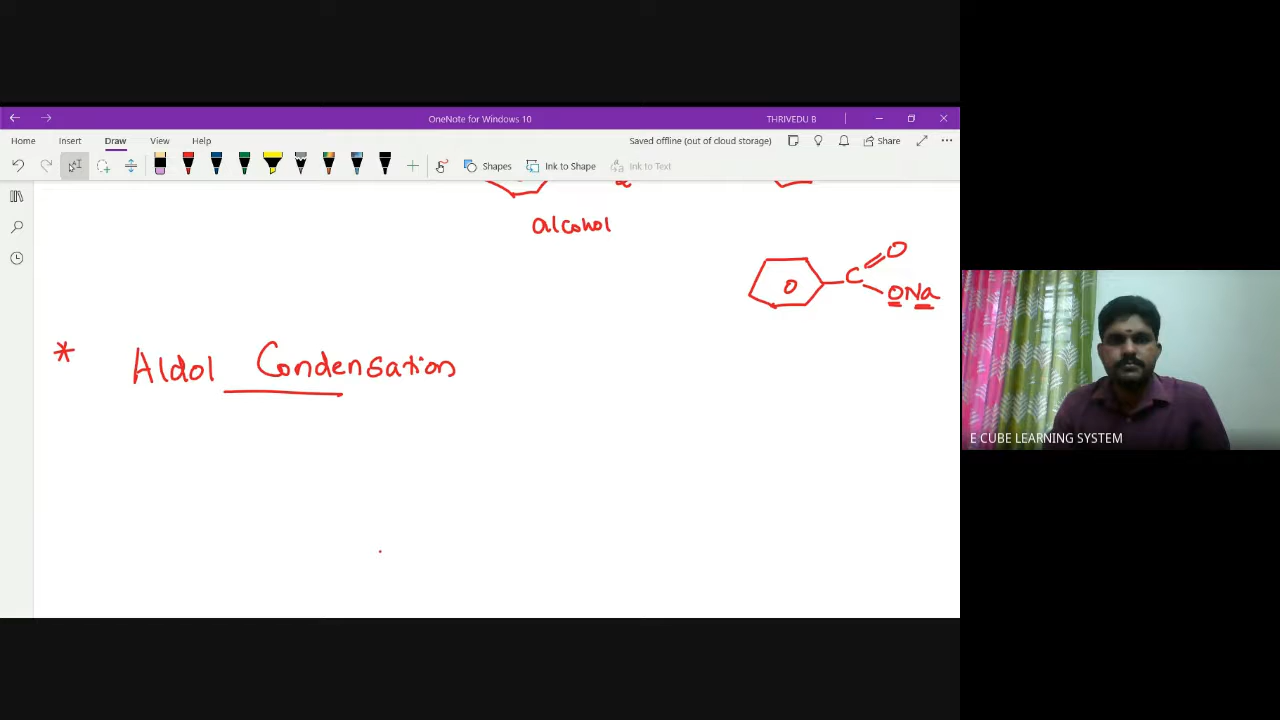 OneNote for Windows 10
THRIVEDU B
Home Insert Draw View Help
Saved offline (out of cloud storage)
Share
Shapes
Ink to Shape
Ink to Text
alcohol
O
C
ONa
* Aldol Condensation
E CUBE LEARNING SYSTEM